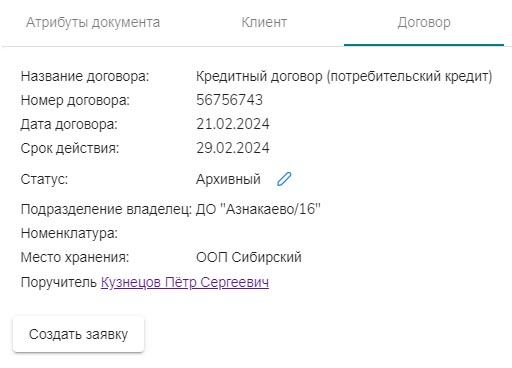 Атрибуты документа Клиент Договор
Название договора: Кредитный договор (потребительский кредит)
Номер договора: 56756743
Дата договора: 21.02.2024
Срок действия: 29.02.2024
Статус: Архивный
Подразделение владелец: ДО "Азнакаево/16"
Номенклатура:
Место хранения: ООП Сибирский
Поручитель Кузнецов Пётр Сергеевич
Создать заявку